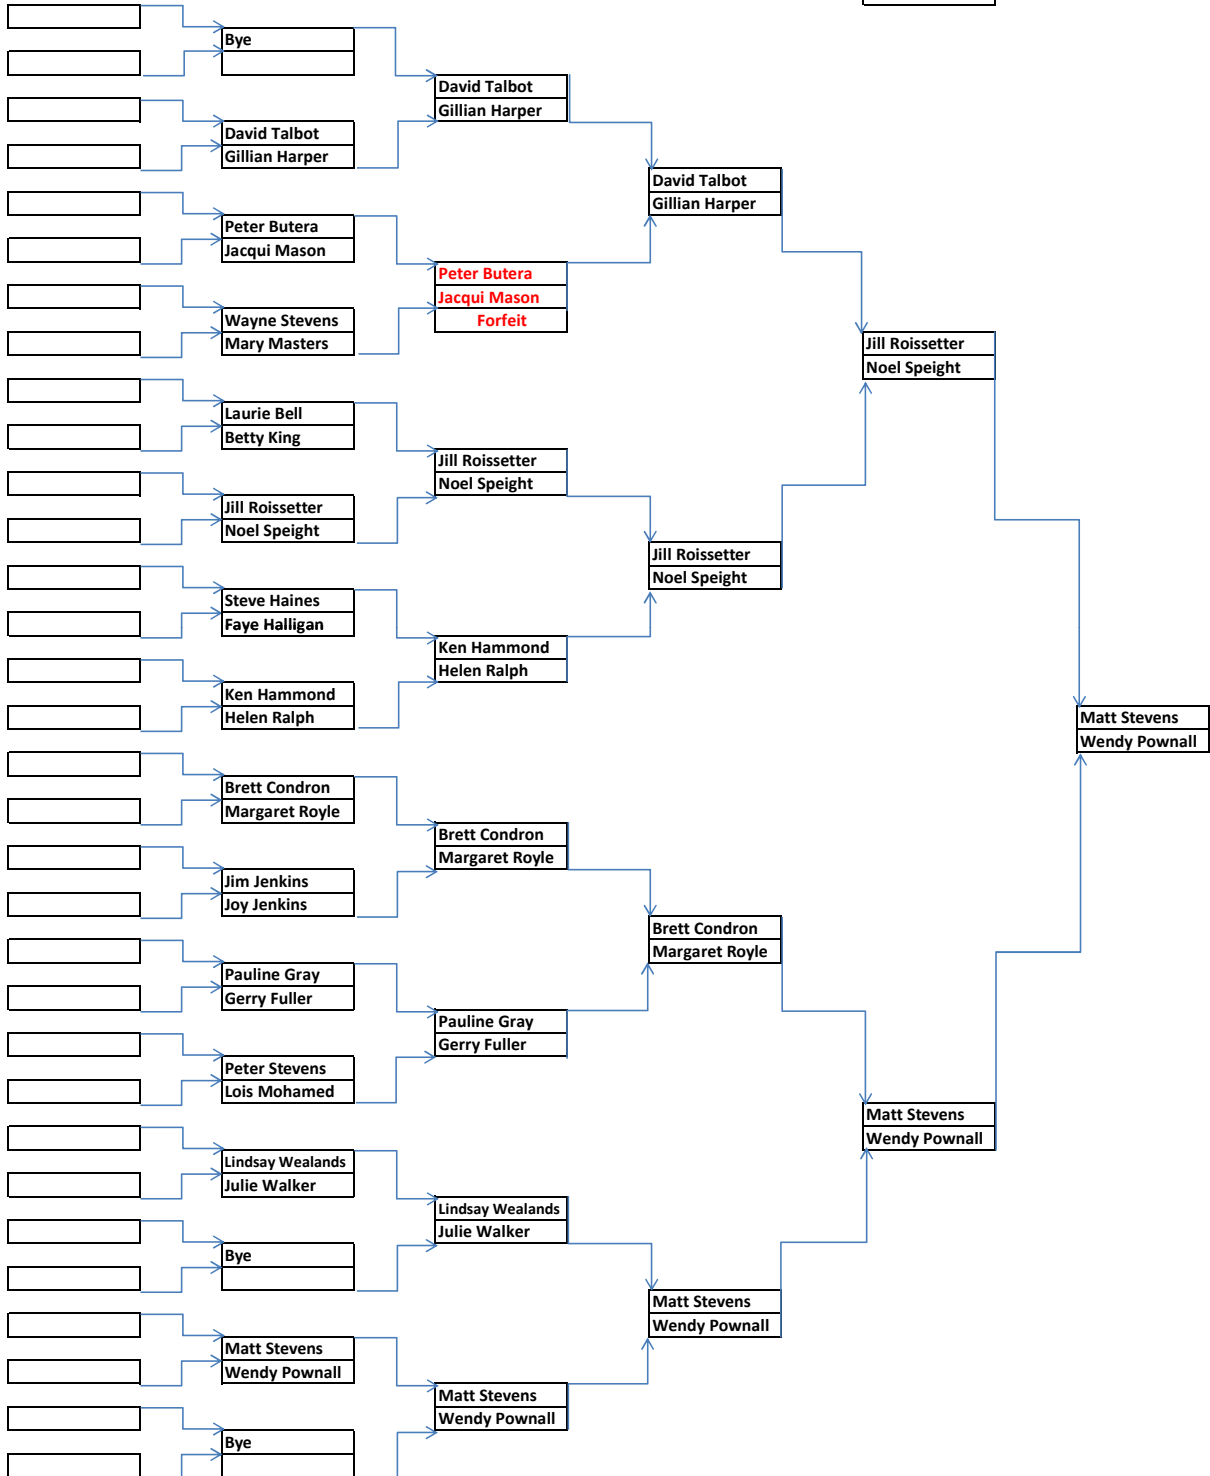 Bye
David Talbot
Gillian Harper
Peter Butera
Jacqui Mason
Wayne Stevens
Mary Masters
Laurie Bell
Betty King
Jill Roissetter
Noel Speight
Steve Haines
Faye Halligan
Ken Hammond
Helen Ralph
Brett Condron
Margaret Royle
Jim Jenkins
Joy Jenkins
Pauline Gray
Gerry Fuller
Peter Stevens
Lois Mohamed
Lindsay Wealands
Julie Walker
Bye
Matt Stevens
Wendy Pownall
Bye
David Talbot
Gillian Harper
Peter Butera
Jacqui Mason
Forfeit
Jill Roissetter
Noel Speight
Ken Hammond
Helen Ralph
Brett Condron
Margaret Royle
Pauline Gray
Gerry Fuller
Lindsay Wealands
Julie Walker
Matt Stevens
Wendy Pownall
David Talbot
Gillian Harper
Jill Roissetter
Noel Speight
Brett Condron
Margaret Royle
Matt Stevens
Wendy Pownall
Jill Roissetter
Noel Speight
Matt Stevens
Wendy Pownall
Matt Stevens
Wendy Pownall